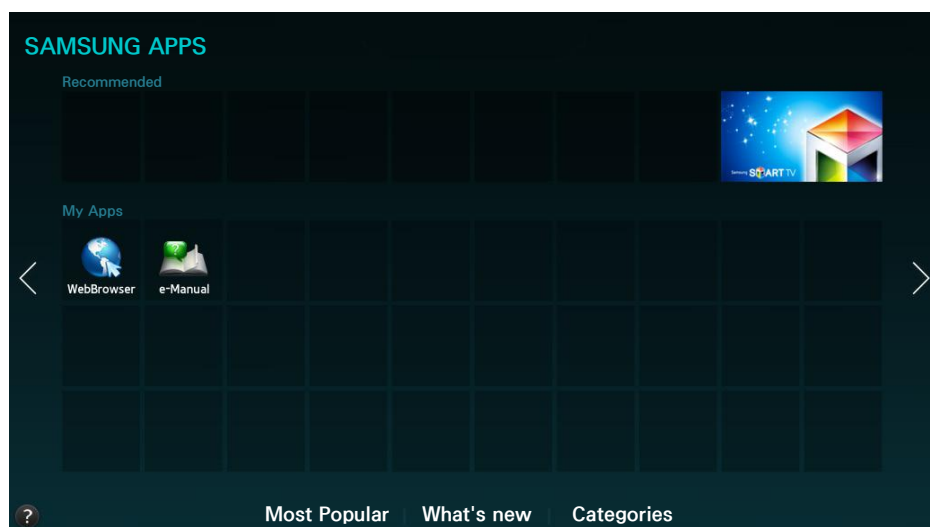 SAMSUNG APPS
Recommended
Samsung SMART TV
My Apps
WebBrowser
e-Manual
?
Most Popular | What's new | Categories